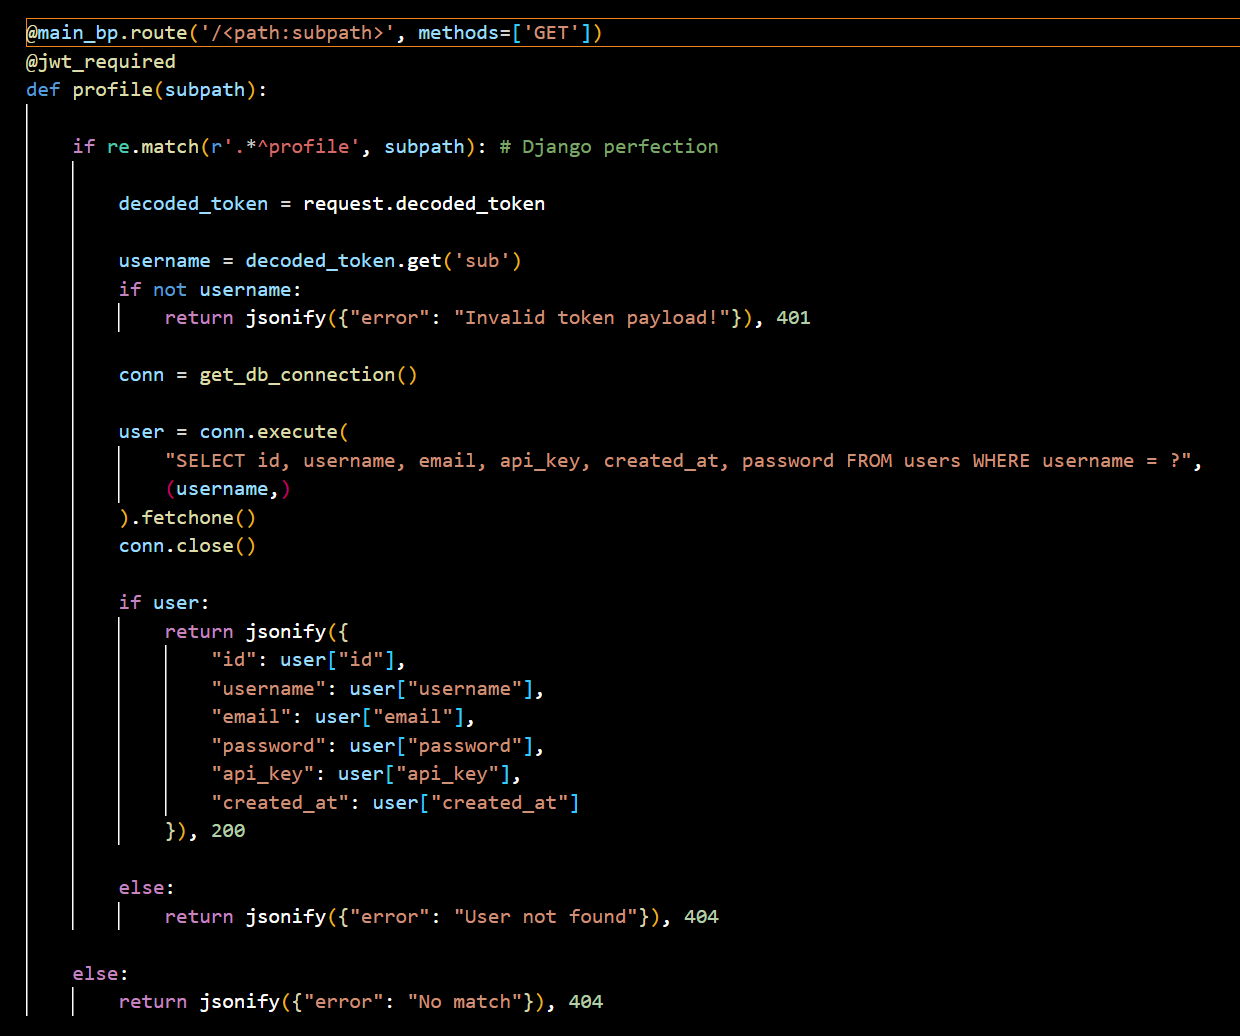 @main_bp.route('/<path:subpath>', methods=['GET'])
@jwt_required
def profile(subpath):
if re.match(r'.*^profile', subpath): # Django perfection
decoded_token = request.decoded_token
username = decoded_token.get('sub')
if not username:
return jsonify({"error": "Invalid token payload!"}), 401
conn = get_db_connection()
user = conn.execute(
"SELECT id, username, email, api_key, created_at, password FROM users WHERE username = ?",
(username,)
).fetchone()
conn.close()
if user:
return jsonify({
"id": user["id"],
"username": user["username"],
"email": user["email"],
"password": user["password"],
"api_key": user["api_key"],
"created_at": user["created_at"]
}), 200
else:
return jsonify({"error": "User not found"}), 404
else:
return jsonify({"error": "No match"}), 404